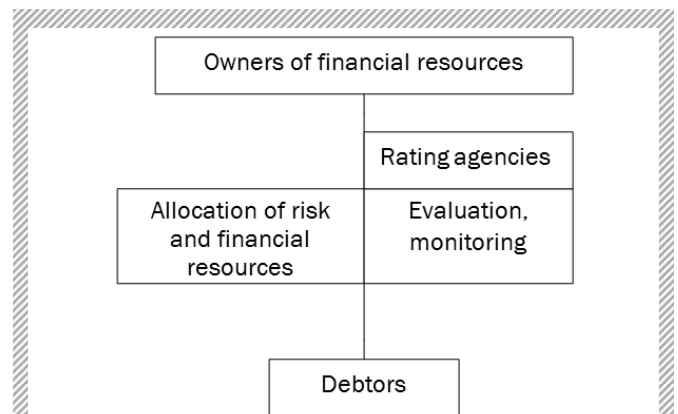 Owners of financial resources
Rating agencies
Allocation of risk
and financial
resources
Evaluation,
monitoring
Debtors